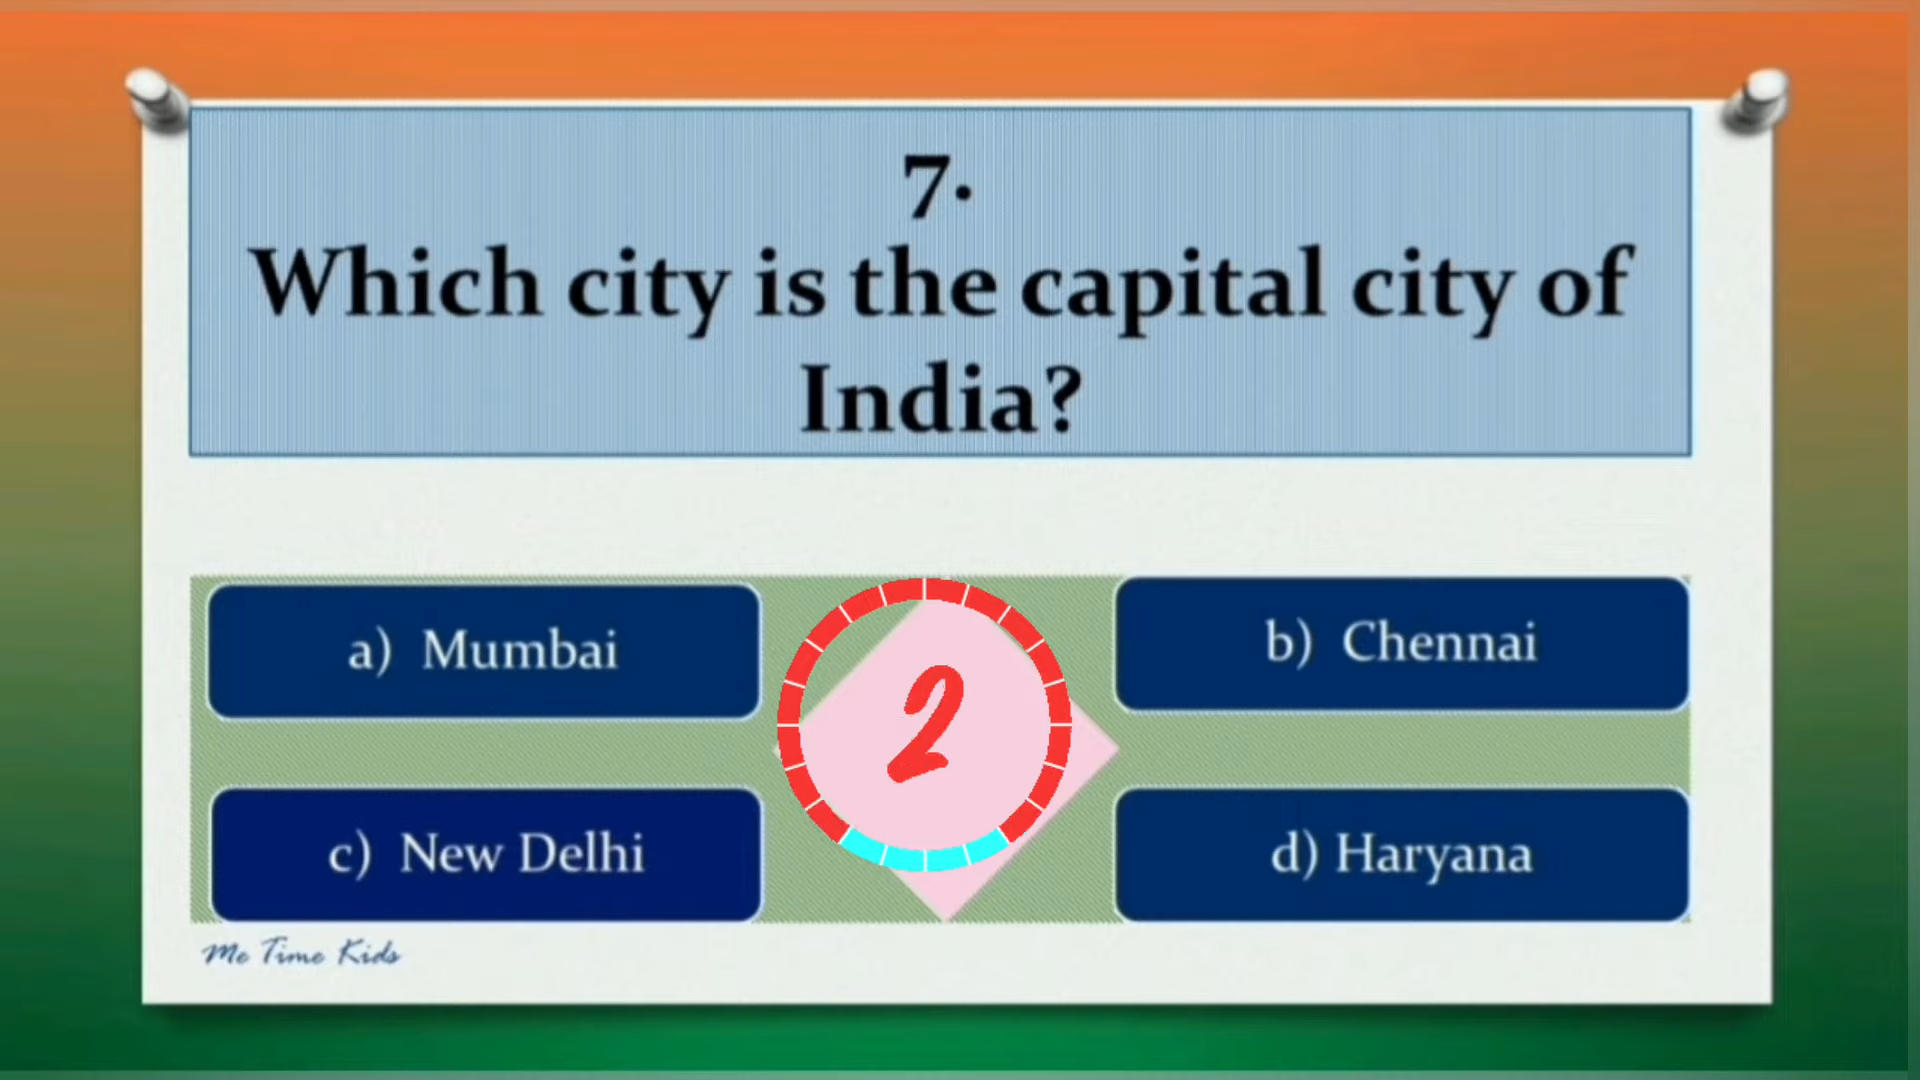 7.
Which city is the capital city of
India?
a) Mumbai
b) Chennai
2
c) New Delhi
d) Haryana
Me Time Kids